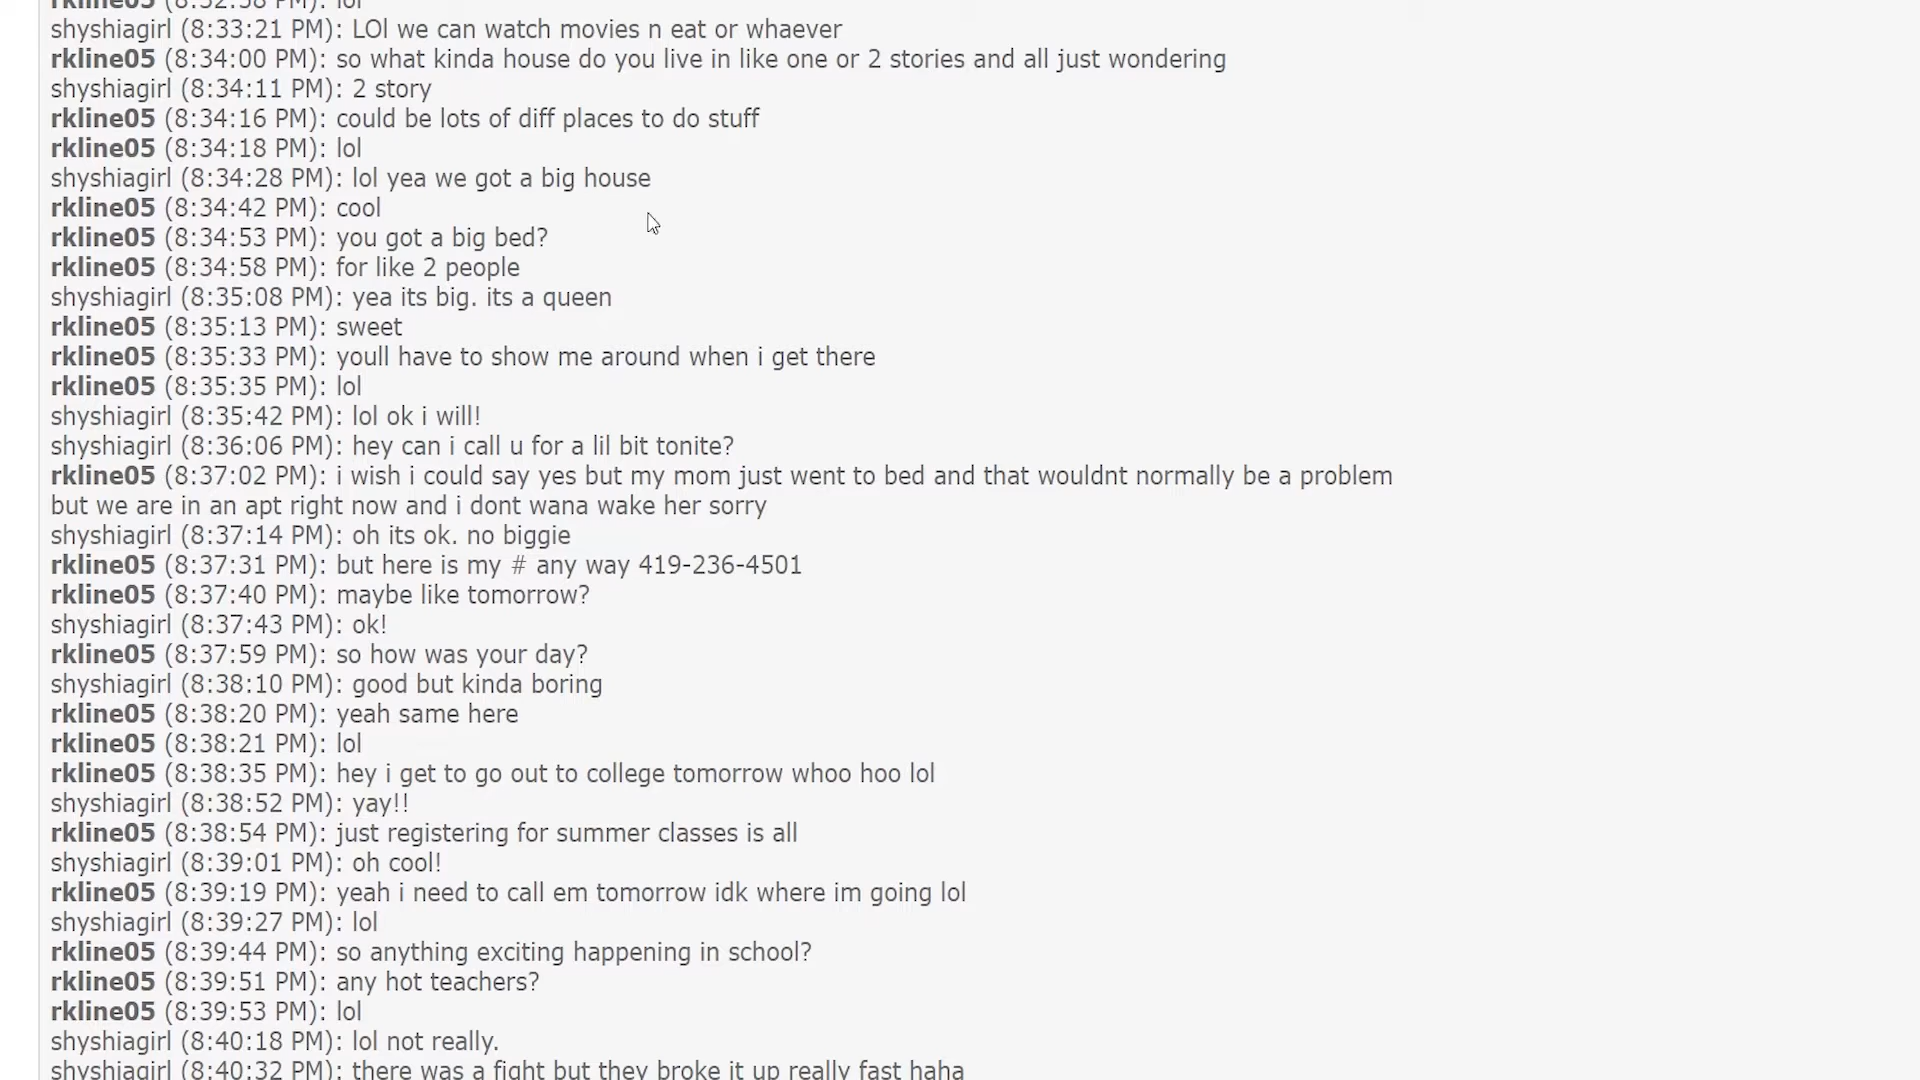 rkline05 (8:32:58 PM): lol
shyshiagirl (8:33:21 PM): LOl we can watch movies n eat or whaever
rkline05 (8:34:00 PM): so what kinda house do you live in like one or 2 stories and all just wondering
shyshiagirl (8:34:11 PM): 2 story
rkline05 (8:34:16 PM): could be lots of diff places to do stuff
rkline05 (8:34:18 PM): lol
shyshiagirl (8:34:28 PM): lol yea we got a big house
rkline05 (8:34:42 PM): cool
rkline05 (8:34:53 PM): you got a big bed?
rkline05 (8:34:58 PM): for like 2 people
shyshiagirl (8:35:08 PM): yea its big. its a queen
rkline05 (8:35:13 PM): sweet
rkline05 (8:35:33 PM): youll have to show me around when i get there
rkline05 (8:35:35 PM): lol
shyshiagirl (8:35:42 PM): lol ok i will!
shyshiagirl (8:36:06 PM): hey can i call u for a lil bit tonite?
rkline05 (8:37:02 PM): i wish i could say yes but my mom just went to bed and that wouldnt normally be a problem
but we are in an apt right now and i dont wana wake her sorry
shyshiagirl (8:37:14 PM): oh its ok. no biggie
rkline05 (8:37:31 PM): but here is my # any way 419-236-4501
rkline05 (8:37:40 PM): maybe like tomorrow?
shyshiagirl (8:37:43 PM): ok!
rkline05 (8:37:59 PM): so how was your day?
shyshiagirl (8:38:10 PM): good but kinda boring
rkline05 (8:38:20 PM): yeah same here
rkline05 (8:38:21 PM): lol
rkline05 (8:38:35 PM): hey i get to go out to college tomorrow whoo hoo lol
shyshiagirl (8:38:52 PM): yay!!
rkline05 (8:38:54 PM): just registering for summer classes is all
shyshiagirl (8:39:01 PM): oh cool!
rkline05 (8:39:19 PM): yeah i need to call em tomorrow idk where im going lol
shyshiagirl (8:39:27 PM): lol
rkline05 (8:39:44 PM): so anything exciting happening in school?
rkline05 (8:39:51 PM): any hot teachers?
rkline05 (8:39:53 PM): lol
shyshiagirl (8:40:18 PM): lol not really.
shyshiagirl (8:40:32 PM): there was a fight but they broke it up really fast haha